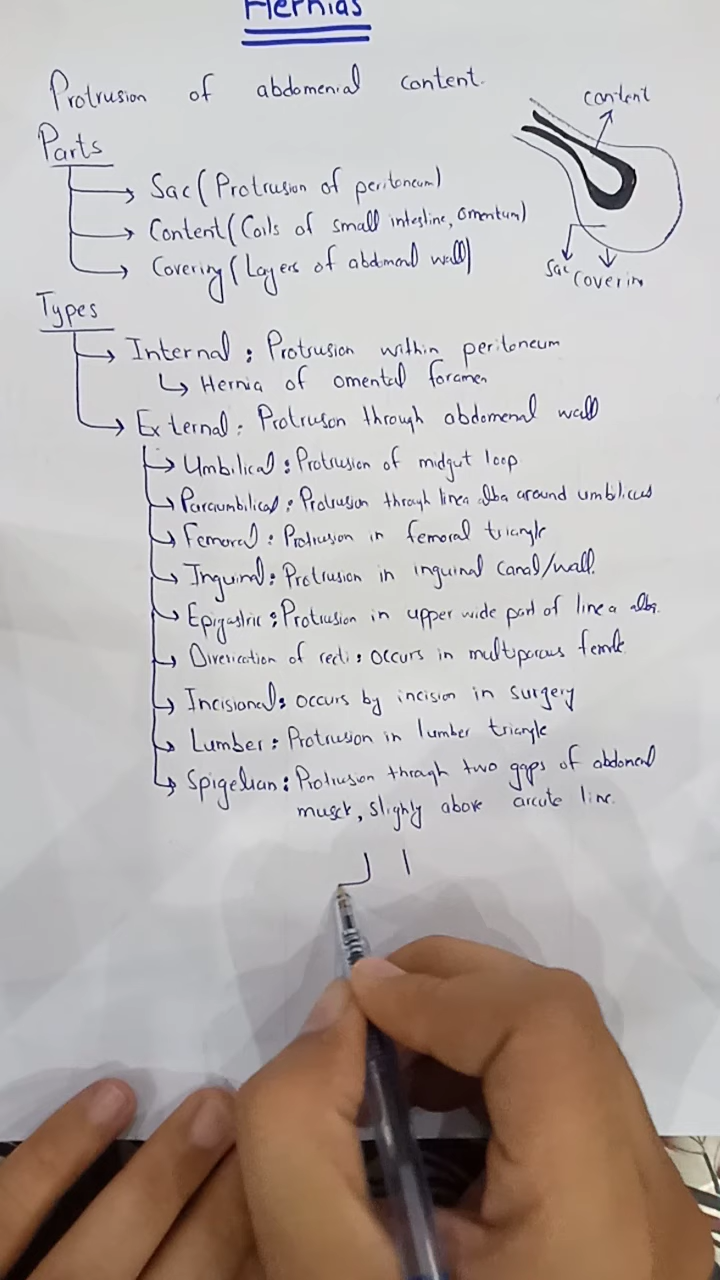 Hernias
Protrusion of abdomenial content.
Parts
Sac (Protrusion of peritoneum)
Content (Coils of small intestine, omentum)
Covering (Layers of abdomenal wall)
content
Sac
Coverin
Types
Internal: Protrusion within peritoneum
Hernia of omental foramen
External: Protruson through abdomenal wall
Umbilical: Protrusion of midgut loop
Paraumbilical: Protrusion through linea alba around umbilicus
Femoral: Protrusion in femoral triangle
Inguinal: Protrusion in inguinal canal/wall.
Epigastric: Protrusion in upper wide part of linea alba.
Diverication of recti: occurs in multiparous female
Incisional: occurs by incision in surgery
Lumber: Protrusion in lumber triangle
Spigelian: Protrusion through two gaps of abdomenal
muscle, slighly above arcute line.